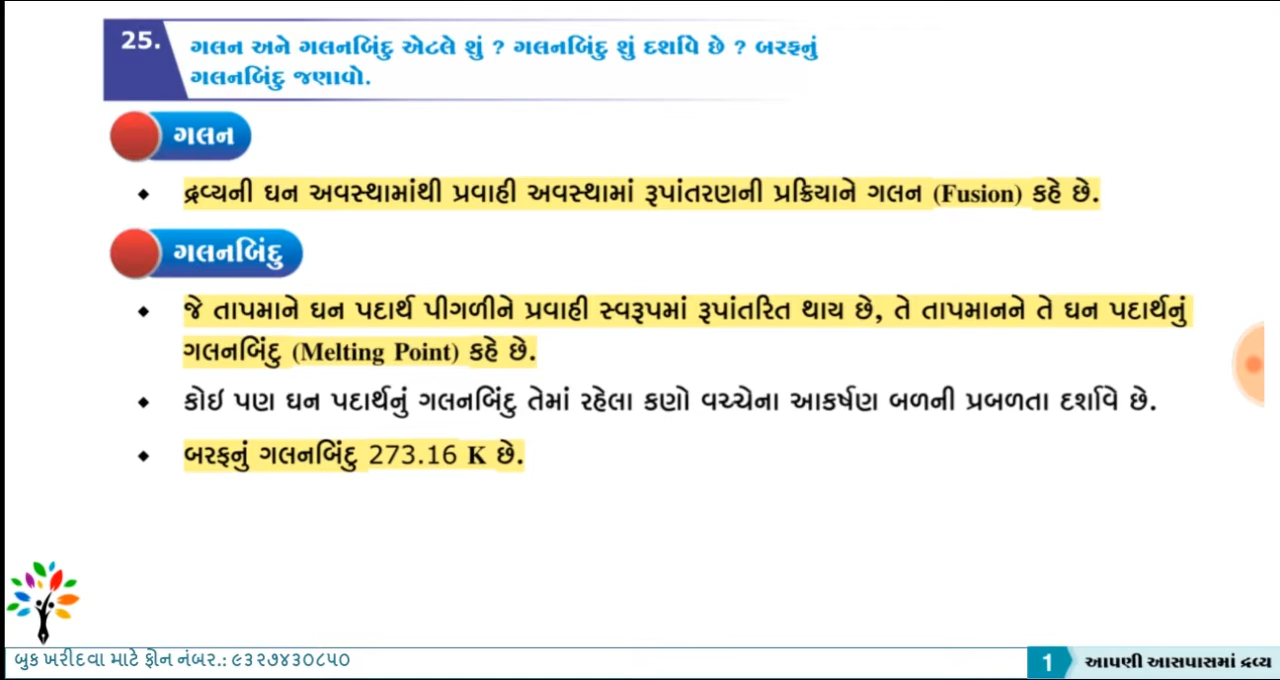 25. ગલન અને ગલનબિંદુ એટલે શું ? ગલનબિંદુ શું દર્શાવે છે ? બરફનું
ગલનબિંદુ જણાવો.
ગલન
◆ દ્રવ્યની ઘન અવસ્થામાંથી પ્રવાહી અવસ્થામાં રૂપાંતરણની પ્રક્રિયાને ગલન (Fusion) કહે છે.
ગલનબિંદુ
◆ જે તાપમાને ઘન પદાર્થ પીગળીને પ્રવાહી સ્વરૂપમાં રૂપાંતરિત થાય છે, તે તાપમાનને તે ઘન પદાર્થનું
ગલનબિંદુ (Melting Point) કહે છે.
◆ કોઈ પણ ઘન પદાર્થનું ગલનબિંદુ તેમાં રહેલા કણો વચ્ચેના આકર્ષણ બળની પ્રબળતા દર્શાવે છે.
◆ બરફનું ગલનબિંદુ 273.16 K છે.
બુક ખરીદવા માટે ફોન નંબર.: ૯૩૨૭૪૩૦૮૫૦
1 આપણી આસપાસમાં દ્રવ્ય